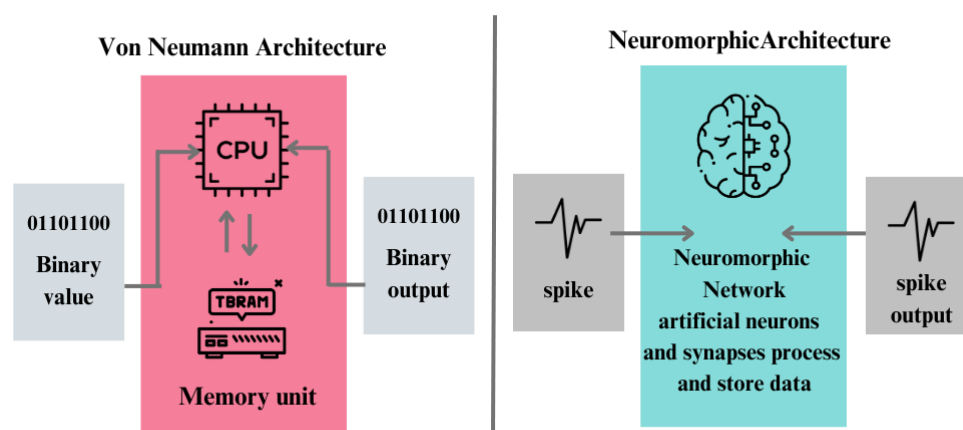 Von Neumann Architecture
CPU
01101100
Binary
value
01101100
Binary
output
TBRAM
Memory unit
NeuromorphicArchitecture
spike
Neuromorphic
Network
artificial neurons
and synapses process
and store data
spike
output